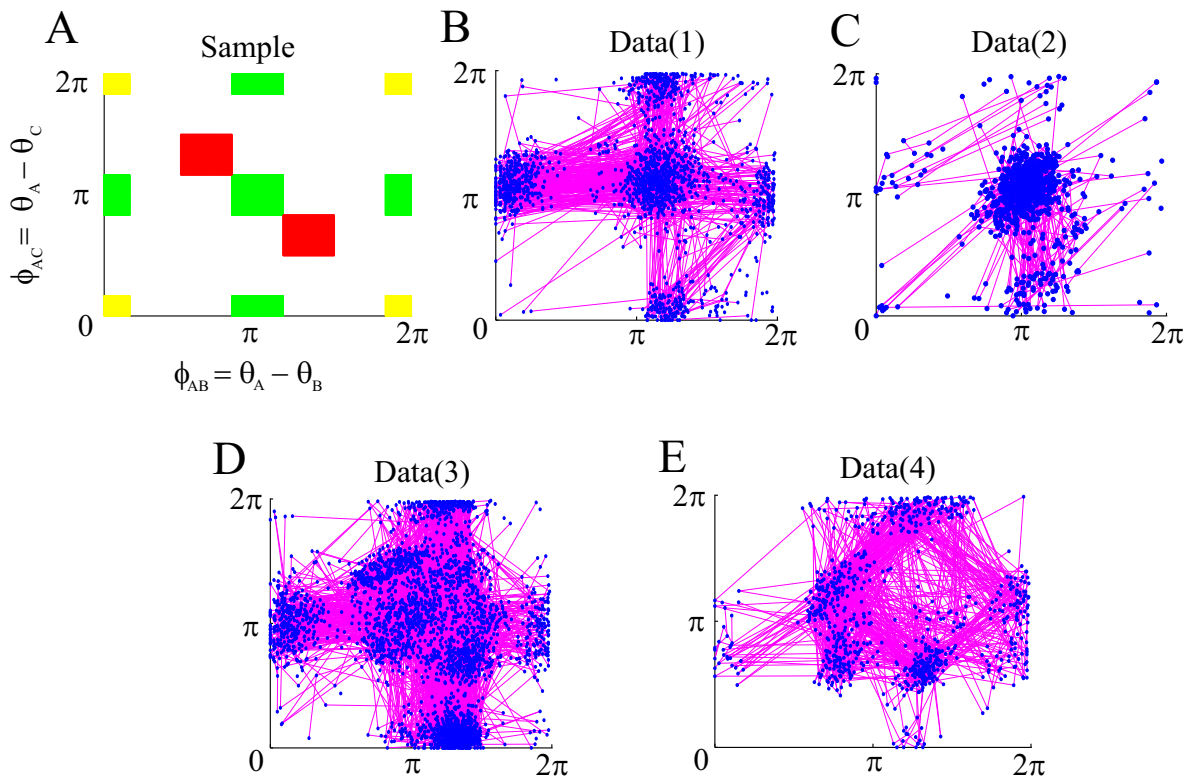 A
Sample
2π
π
0
π
2π
ϕAC = θA − θC
ϕAB = θA − θB
B
Data(1)
2π
π
0
π
2π
C
Data(2)
2π
π
0
π
2π
D
Data(3)
2π
π
0
π
2π
E
Data(4)
2π
π
0
π
2π